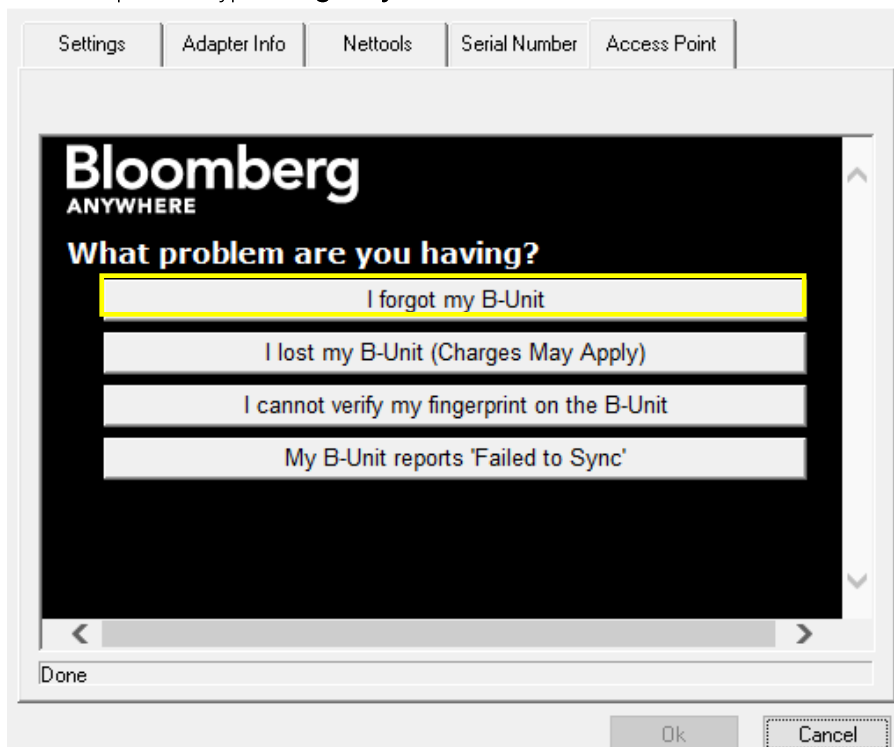 Settings Adapter Info Nettools Serial Number Access Point
Bloomberg
ANYWHERE
What problem are you having?
I forgot my B-Unit
I lost my B-Unit (Charges May Apply)
I cannot verify my fingerprint on the B-Unit
My B-Unit reports 'Failed to Sync'
Done
Ok Cancel